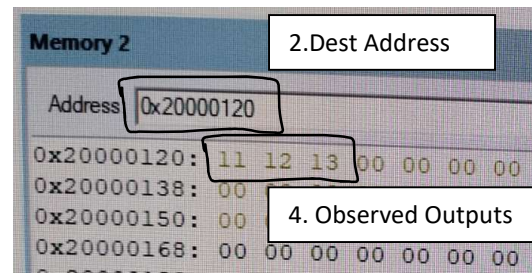 Memory 2
2.Dest Address
Address 0x20000120
0x20000120: 11 12 13 00 00 00 00
0x20000138: 00
0x20000150: 00
4. Observed Outputs
0x20000168: 00 00 00 00 00 00 00